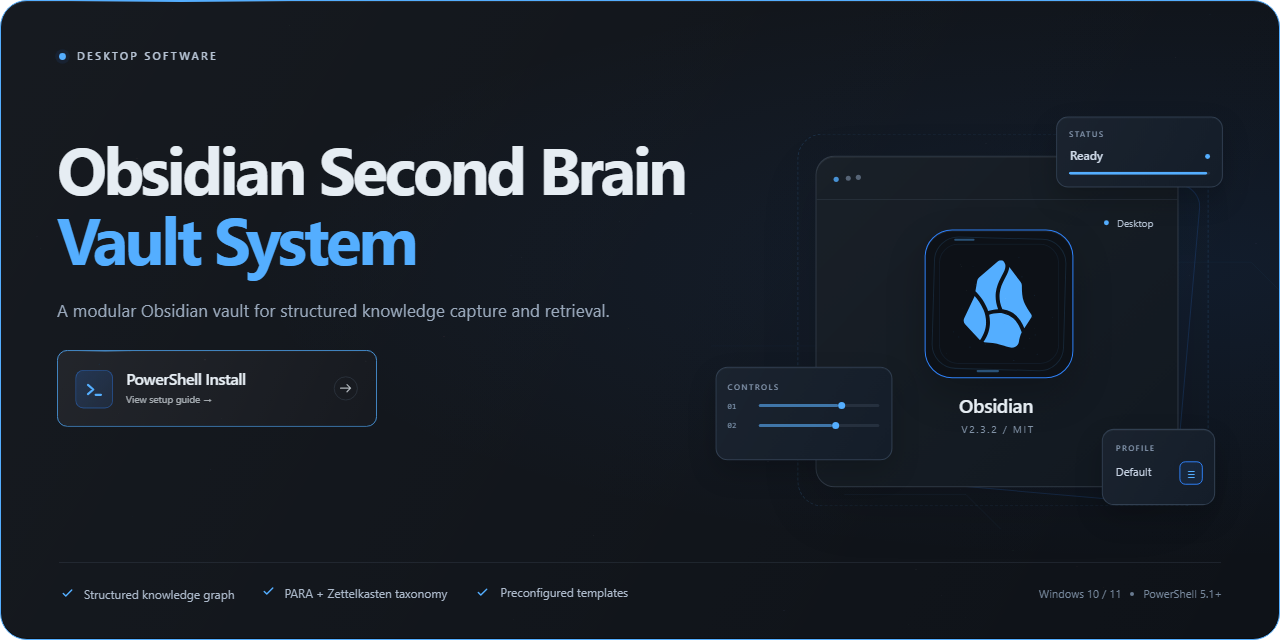 DESKTOP SOFTWARE
Obsidian Second Brain
Vault System
A modular Obsidian vault for structured knowledge capture and retrieval.
PowerShell Install
View setup guide →
STATUS
Ready
Desktop
Obsidian
V2.3.2 / MIT
CONTROLS
01
02
PROFILE
Default
Structured knowledge graph
PARA + Zettelkasten taxonomy
Preconfigured templates
Windows 10 / 11 • PowerShell 5.1+